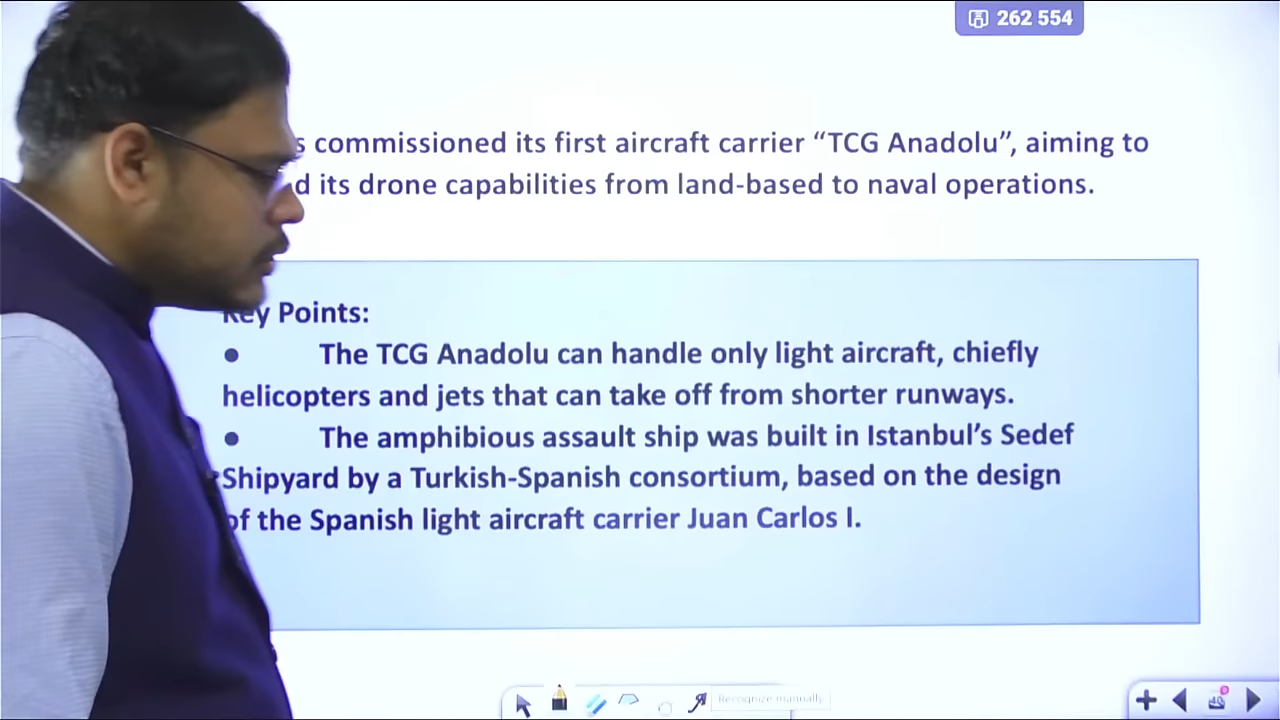 262 554
s commissioned its first aircraft carrier “TCG Anadolu”, aiming to
d its drone capabilities from land-based to naval operations.
Key Points:
● The TCG Anadolu can handle only light aircraft, chiefly
helicopters and jets that can take off from shorter runways.
● The amphibious assault ship was built in Istanbul’s Sedef
Shipyard by a Turkish-Spanish consortium, based on the design
of the Spanish light aircraft carrier Juan Carlos I.
Recognize manually